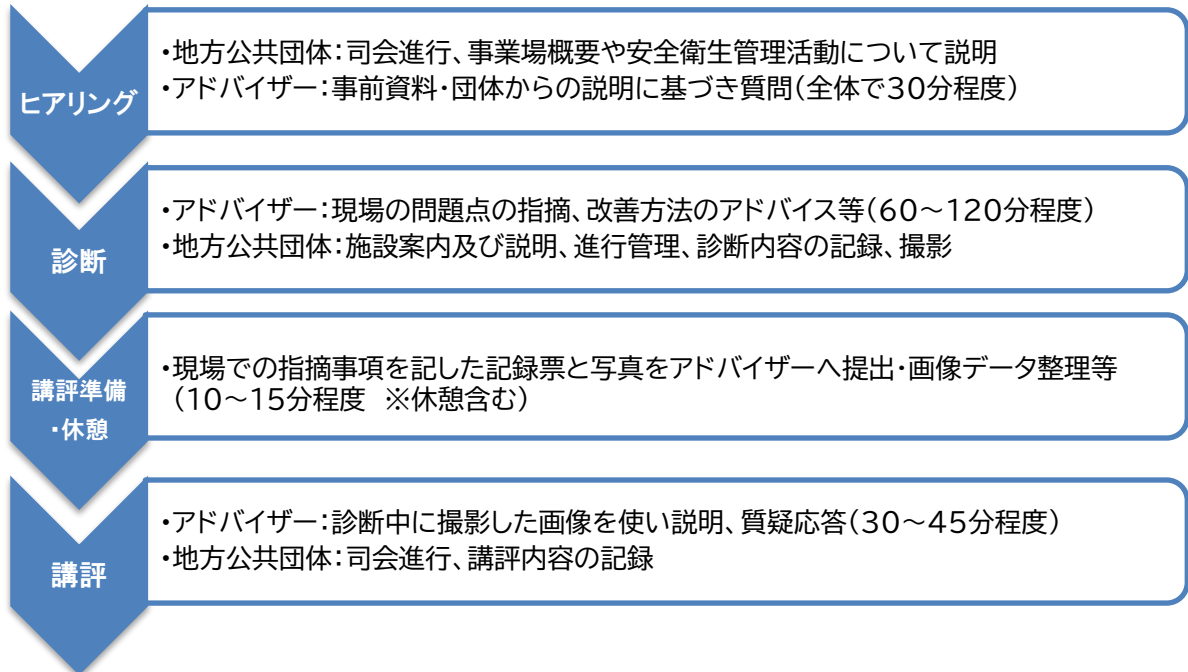 ヒアリング
・地方公共団体：司会進行、事業場概要や安全衛生管理活動について説明
・アドバイザー：事前資料・団体からの説明に基づき質問（全体で３０分程度）
診断
・アドバイザー：現場の問題点の指摘、改善方法のアドバイス等（６０～１２０分程度）
・地方公共団体：施設案内及び説明、進行管理、診断内容の記録、撮影
講評準備
・休憩
・現場での指摘事項を記した記録票と写真をアドバイザーへ提出・画像データ整理等
（１０～１５分程度　※休憩含む）
講評
・アドバイザー：診断中に撮影した画像を使い説明、質疑応答（３０～４５分程度）
・地方公共団体：司会進行、講評内容の記録